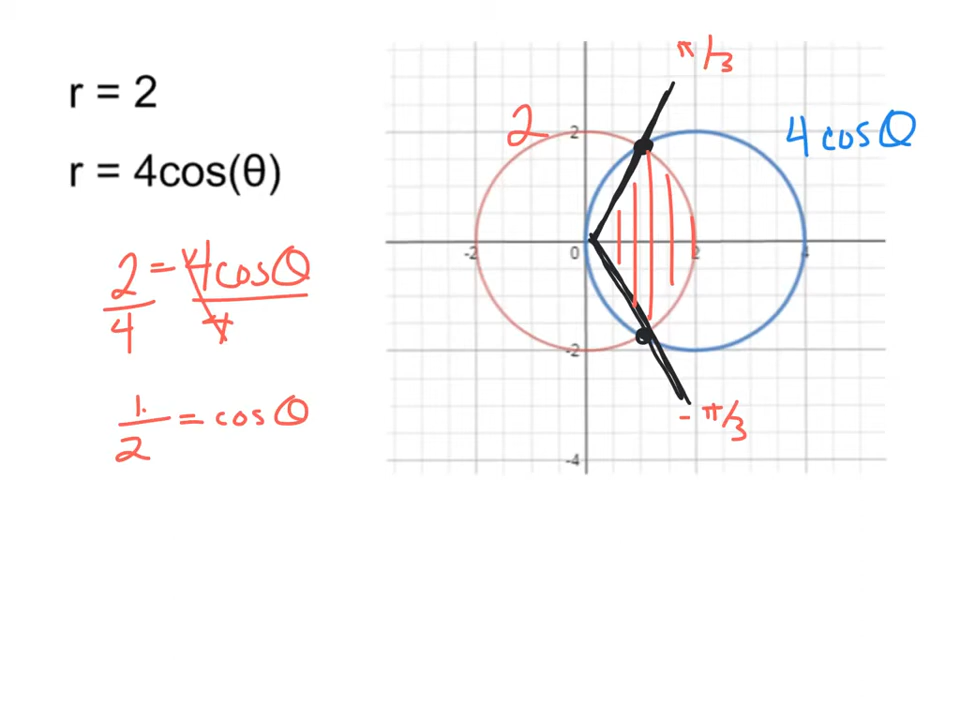 r = 2
r = 4cos(θ)
2 = 4cosθ
4 4
1 = cosθ
2
π/3
2
4cosθ
2
-2
0
2
4
-2
-π/3
-4